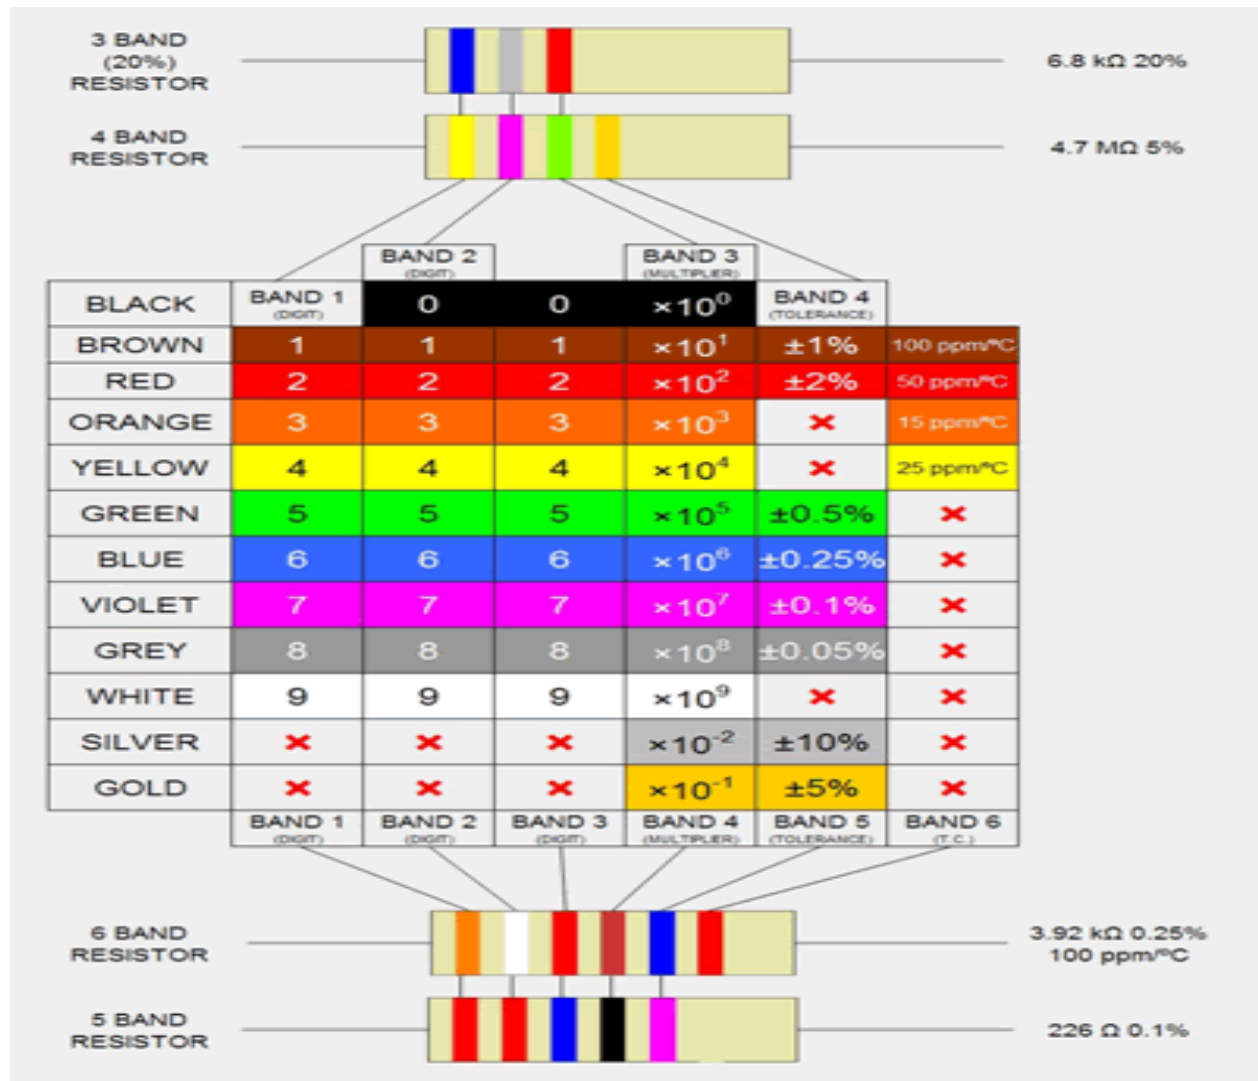 3 BAND
(20%)
RESISTOR
6.8 kΩ 20%
4 BAND
RESISTOR
4.7 MΩ 5%
BAND 2
(DIGIT)
BAND 3
(MULTIPLIER)
BLACK BAND 1 (DIGIT) 0 0 ×10⁰ BAND 4 (TOLERANCE)
BROWN 1 1 1 ×10¹ ±1% 100 ppm/ºC
RED 2 2 2 ×10² ±2% 50 ppm/ºC
ORANGE 3 3 3 ×10³ × 15 ppm/ºC
YELLOW 4 4 4 ×10⁴ × 25 ppm/ºC
GREEN 5 5 5 ×10⁵ ±0.5% ×
BLUE 6 6 6 ×10⁶ ±0.25% ×
VIOLET 7 7 7 ×10⁷ ±0.1% ×
GREY 8 8 8 ×10⁸ ±0.05% ×
WHITE 9 9 9 ×10⁹ × ×
SILVER × × × ×10⁻² ±10% ×
GOLD × × × ×10⁻¹ ±5% ×
BAND 1 BAND 2 BAND 3 BAND 4 BAND 5 BAND 6
(DIGIT) (DIGIT) (DIGIT) (MULTIPLIER) (TOLERANCE) (T.C.)
6 BAND
RESISTOR
3.92 kΩ 0.25%
100 ppm/ºC
5 BAND
RESISTOR
226 Ω 0.1%